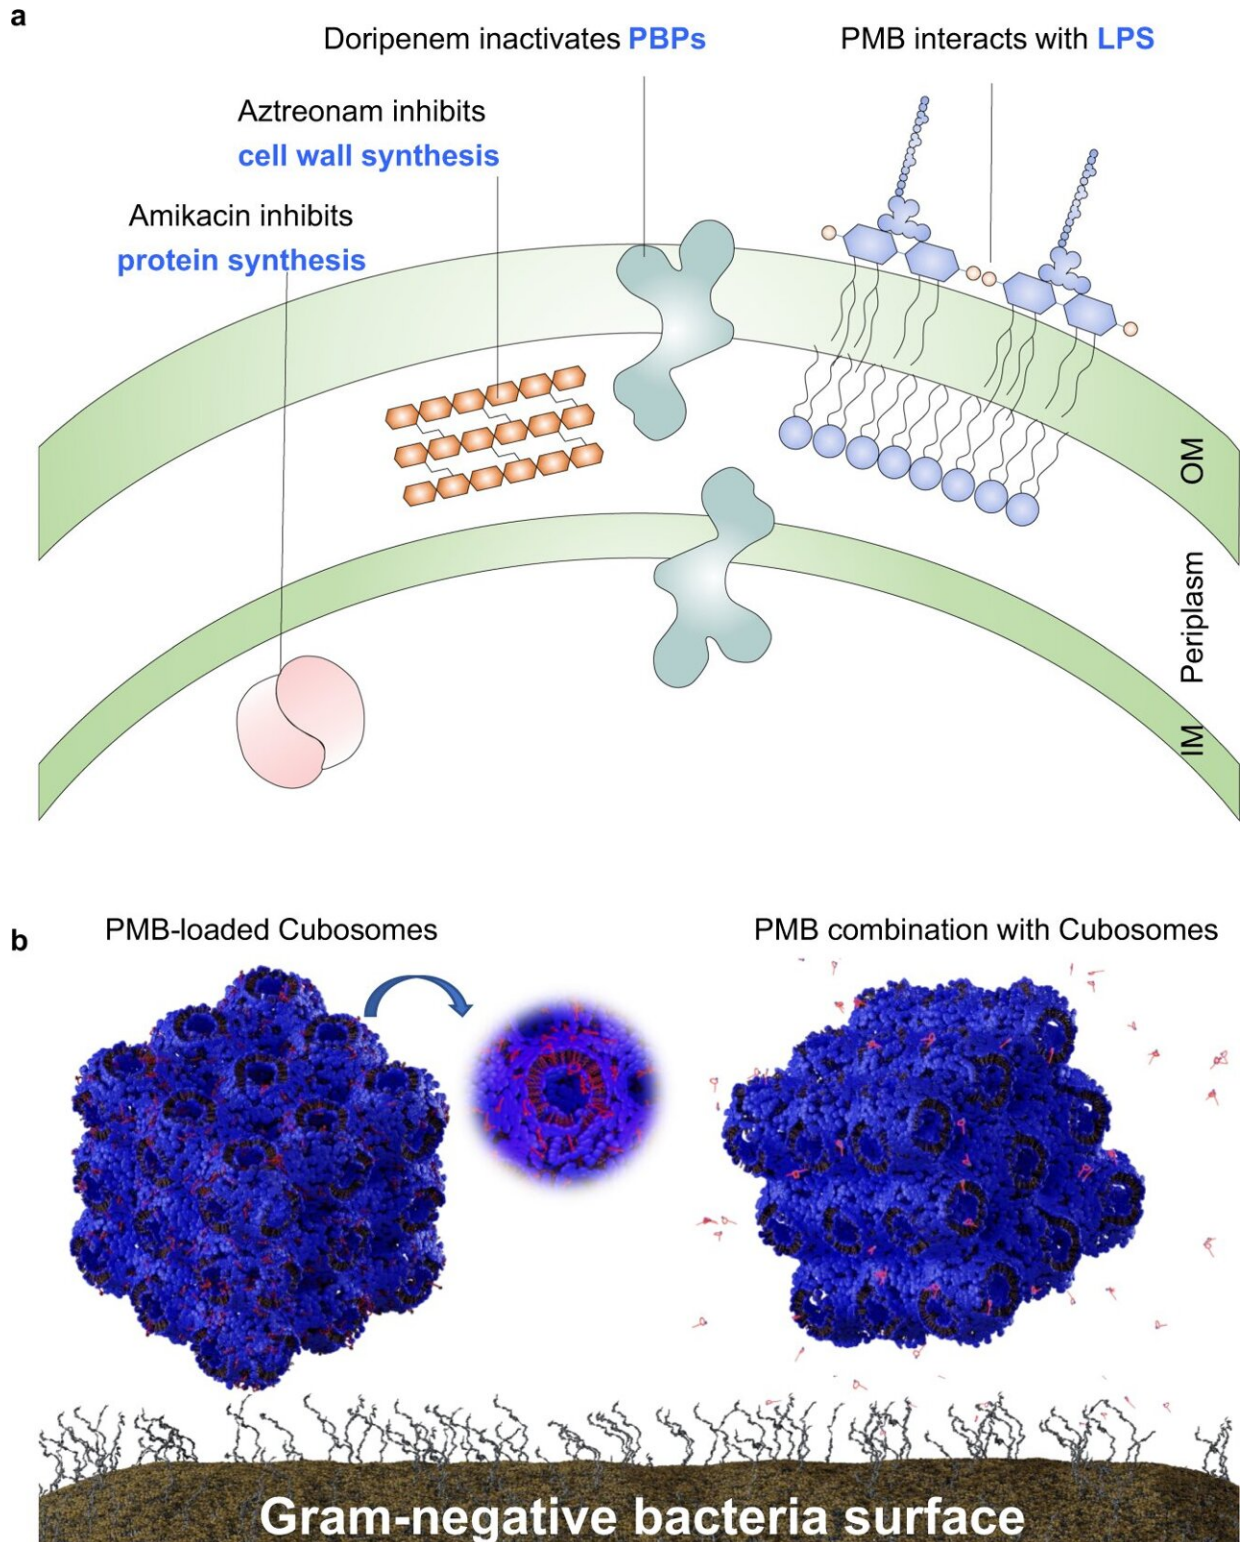 a
Doripenem inactivates PBPs
PMB interacts with LPS
Aztreonam inhibits
cell wall synthesis
Amikacin inhibits
protein synthesis
OM
Periplasm
IM
b
PMB-loaded Cubosomes
PMB combination with Cubosomes
Gram-negative bacteria surface